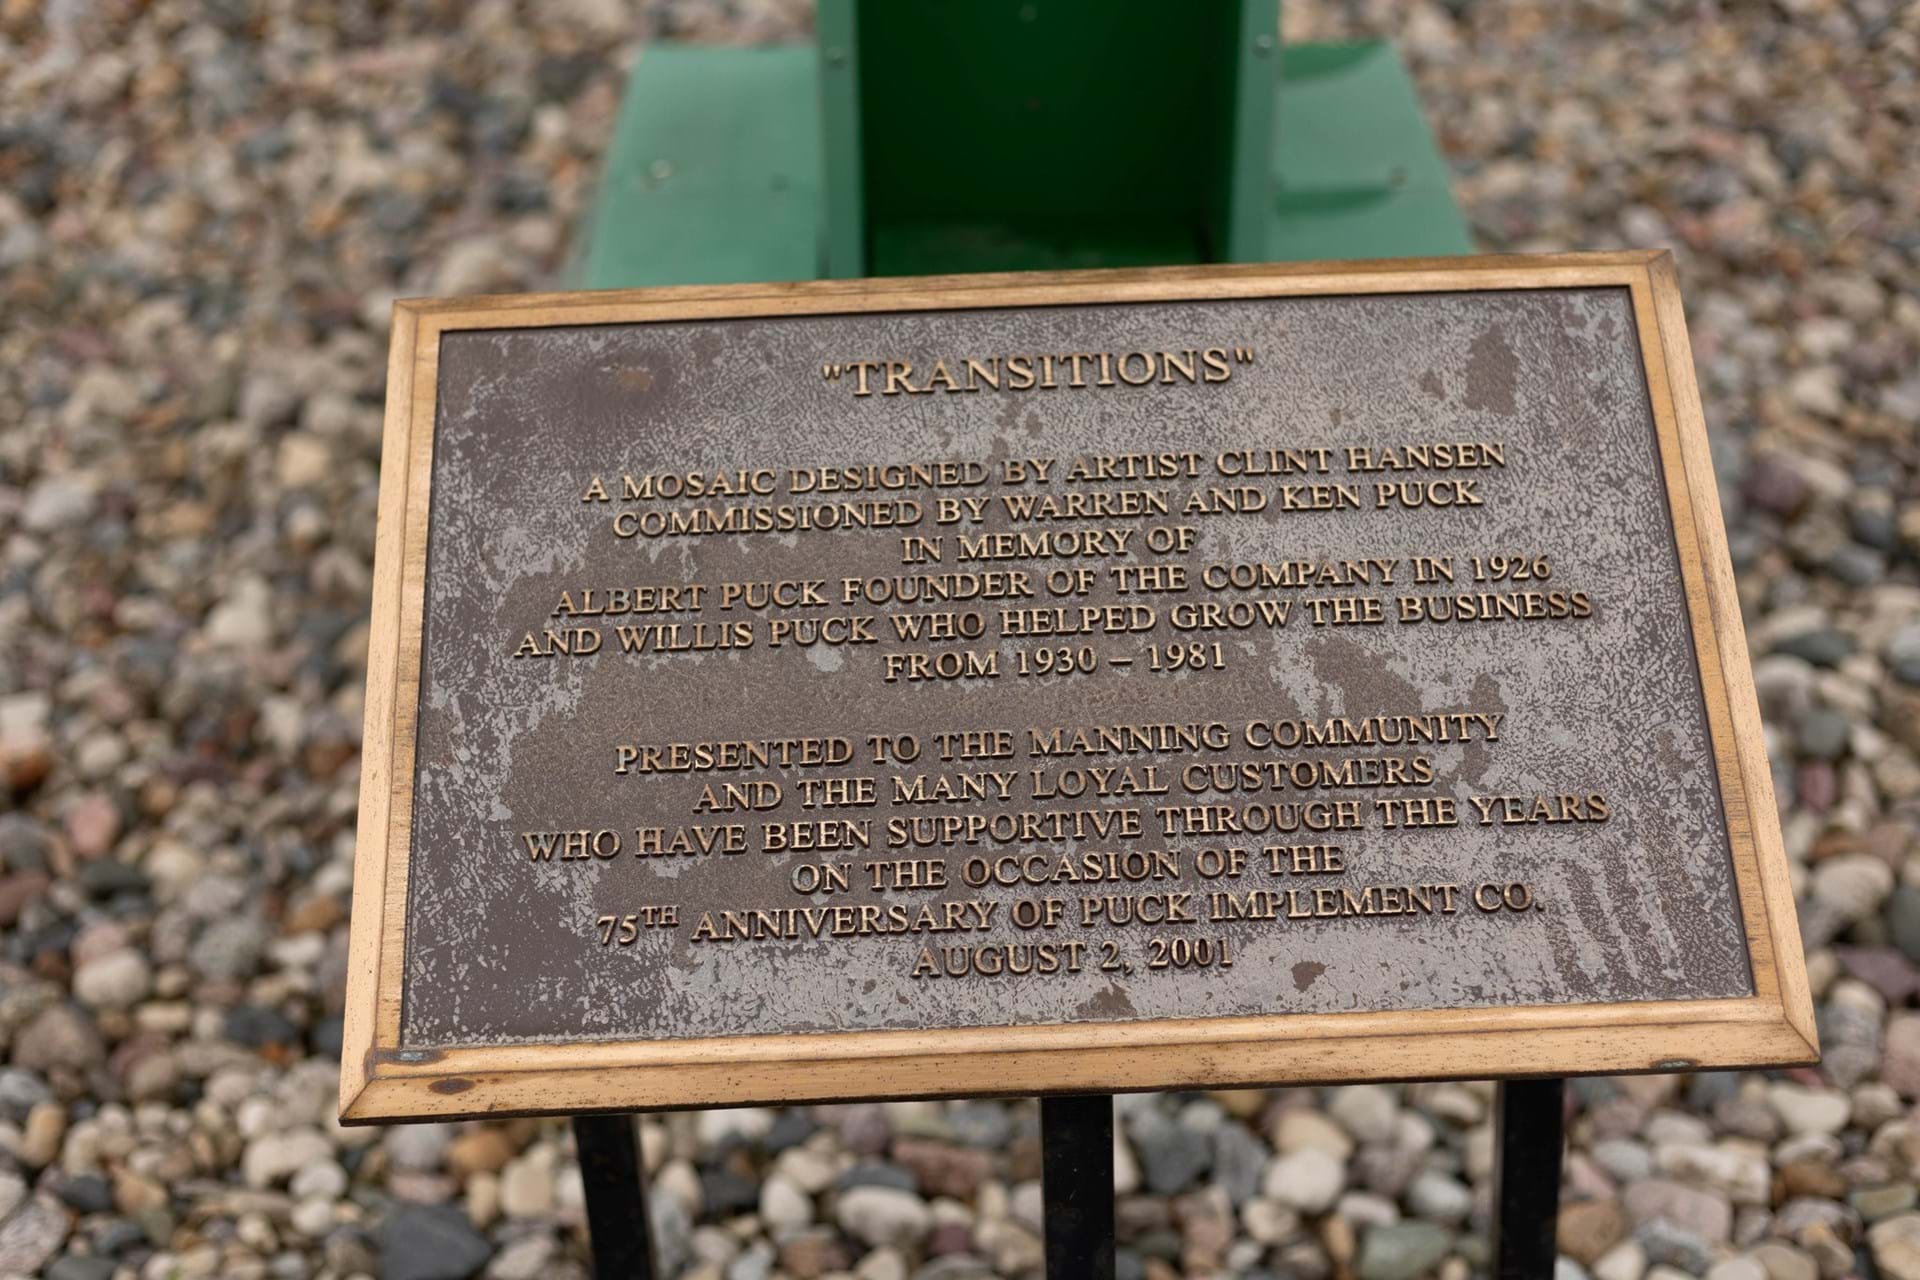 "TRANSITIONS"
A MOSAIC DESIGNED BY ARTIST CLINT HANSEN
COMMISSIONED BY WARREN AND KEN PUCK
IN MEMORY OF
ALBERT PUCK FOUNDER OF THE COMPANY IN 1926
AND WILLIS PUCK WHO HELPED GROW THE BUSINESS
FROM 1930 – 1981
PRESENTED TO THE MANNING COMMUNITY
AND THE MANY LOYAL CUSTOMERS
WHO HAVE BEEN SUPPORTIVE THROUGH THE YEARS
ON THE OCCASION OF THE
75TH ANNIVERSARY OF PUCK IMPLEMENT CO.
AUGUST 2, 2001